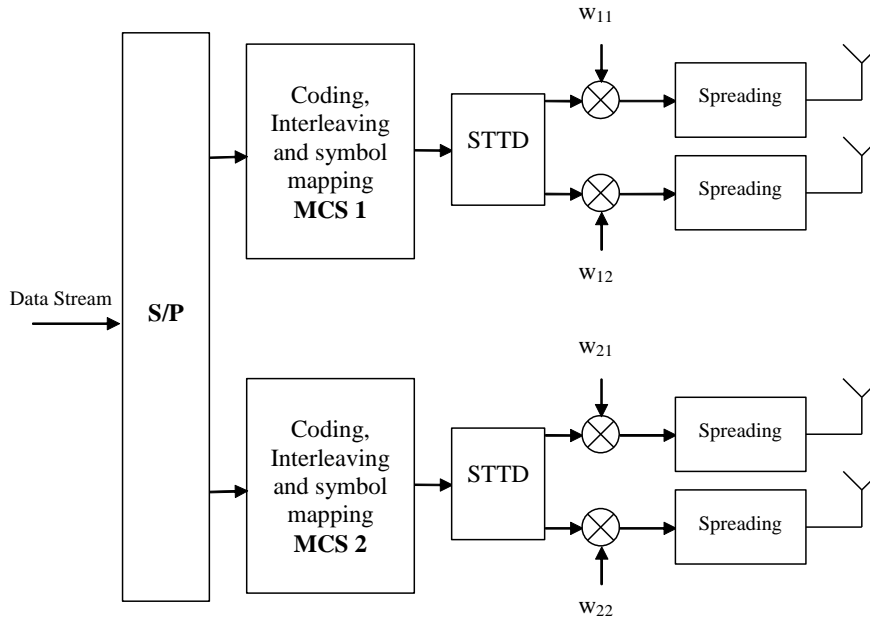 w₁₁
Coding,
Interleaving
and symbol
mapping
MCS 1
STTD
Spreading
Spreading
w₁₂
Data Stream
S/P
w₂₁
Coding,
Interleaving
and symbol
mapping
MCS 2
STTD
Spreading
Spreading
w₂₂